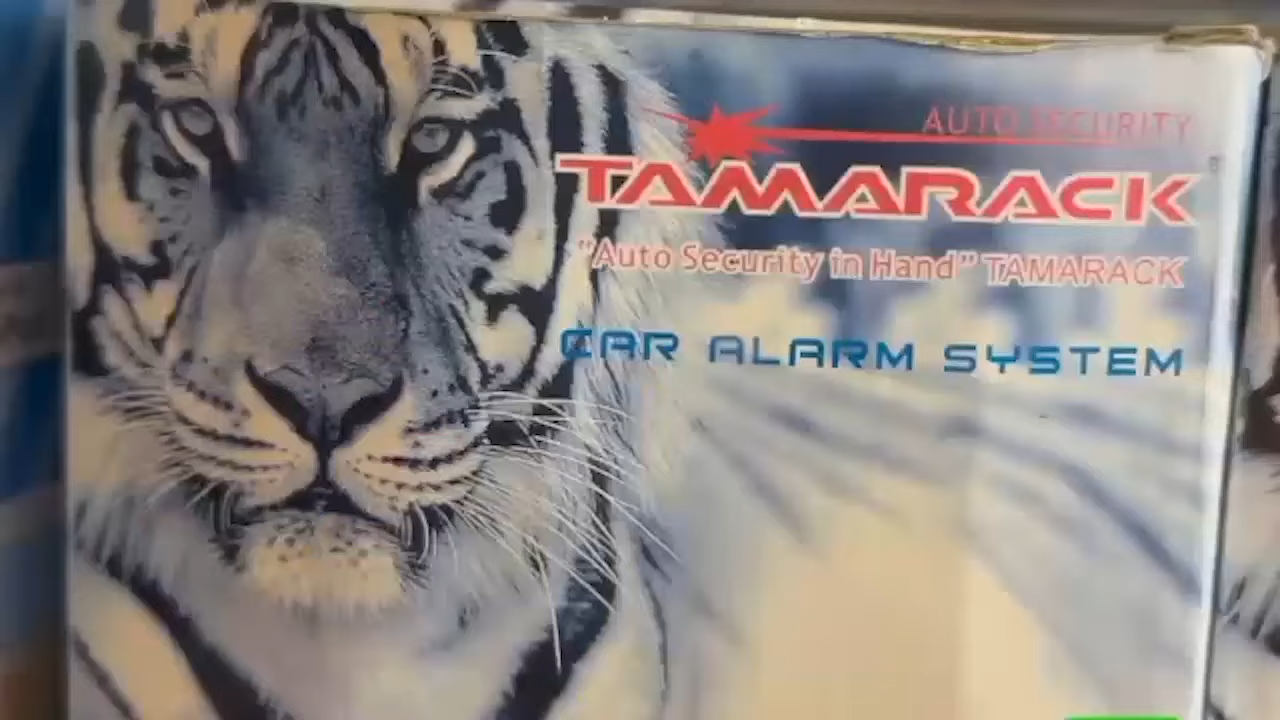 AUTO SECURITY
TAMARACK
"Auto Security in Hand" TAMARACK
CAR ALARM SYSTEM